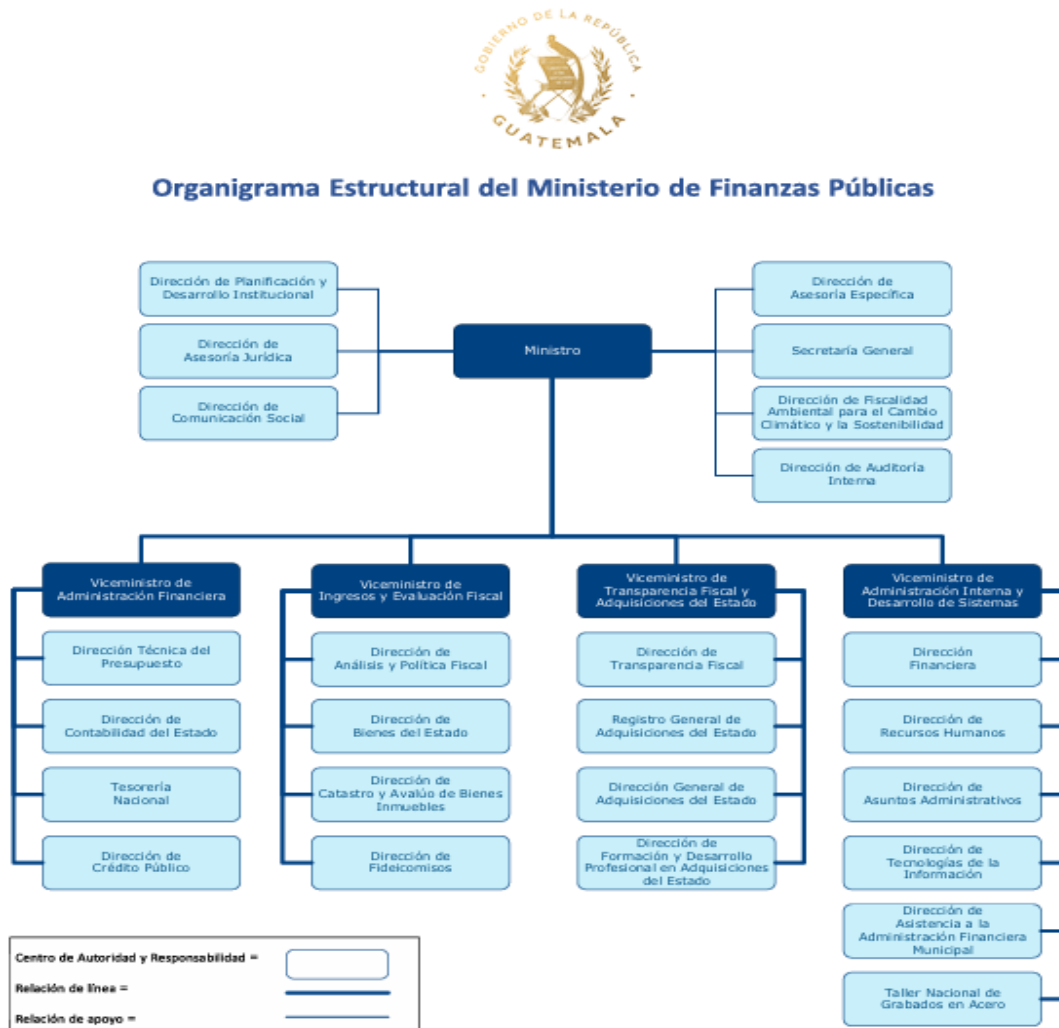 GOBIERNO DE LA REPÚBLICA
GUATEMALA
Organigrama Estructural del Ministerio de Finanzas Públicas
Dirección de Planificación y
Desarrollo Institucional
Dirección de
Asesoría Jurídica
Dirección de
Comunicación Social
Ministro
Dirección de
Asesoría Específica
Secretaría General
Dirección de Fiscalidad
Ambiental para el Cambio
Climático y la Sostenibilidad
Dirección de Auditoría
Interna
Viceministro de
Administración Financiera
Dirección Técnica del
Presupuesto
Dirección de
Contabilidad del Estado
Tesorería
Nacional
Dirección de
Crédito Público
Viceministro de
Ingresos y Evaluación Fiscal
Dirección de
Análisis y Política Fiscal
Dirección de
Bienes del Estado
Dirección de
Catastro y Avalúo de Bienes
Inmuebles
Dirección de
Fideicomisos
Viceministro de
Transparencia Fiscal y
Adquisiciones del Estado
Dirección de
Transparencia Fiscal
Registro General de
Adquisiciones del Estado
Dirección General de
Adquisiciones del Estado
Dirección de
Formación y Desarrollo
Profesional en Adquisiciones
del Estado
Viceministro de
Administración Interna y
Desarrollo de Sistemas
Dirección
Financiera
Dirección de
Recursos Humanos
Dirección de
Asuntos Administrativos
Dirección de
Tecnologías de la
Información
Dirección de
Asistencia a la
Administración Financiera
Municipal
Taller Nacional de
Grabados en Acero
Centro de Autoridad y Responsabilidad =
Relación de línea =
Relación de apoyo =